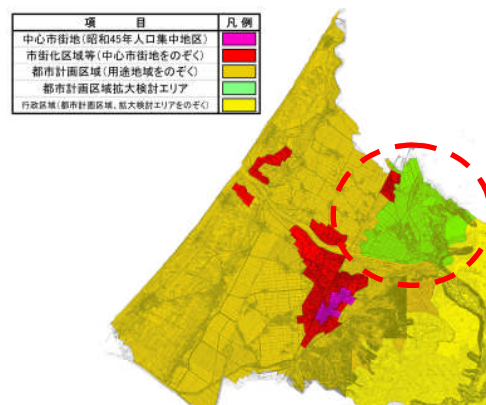 項 目 凡 例
中心市街地(昭和45年人口集中地区)
市街化区域等(中心市街地をのぞく)
都市計画区域(用途地域をのぞく)
都市計画区域拡大検討エリア
行政区域(都市計画区域、拡大検討エリアをのぞく)